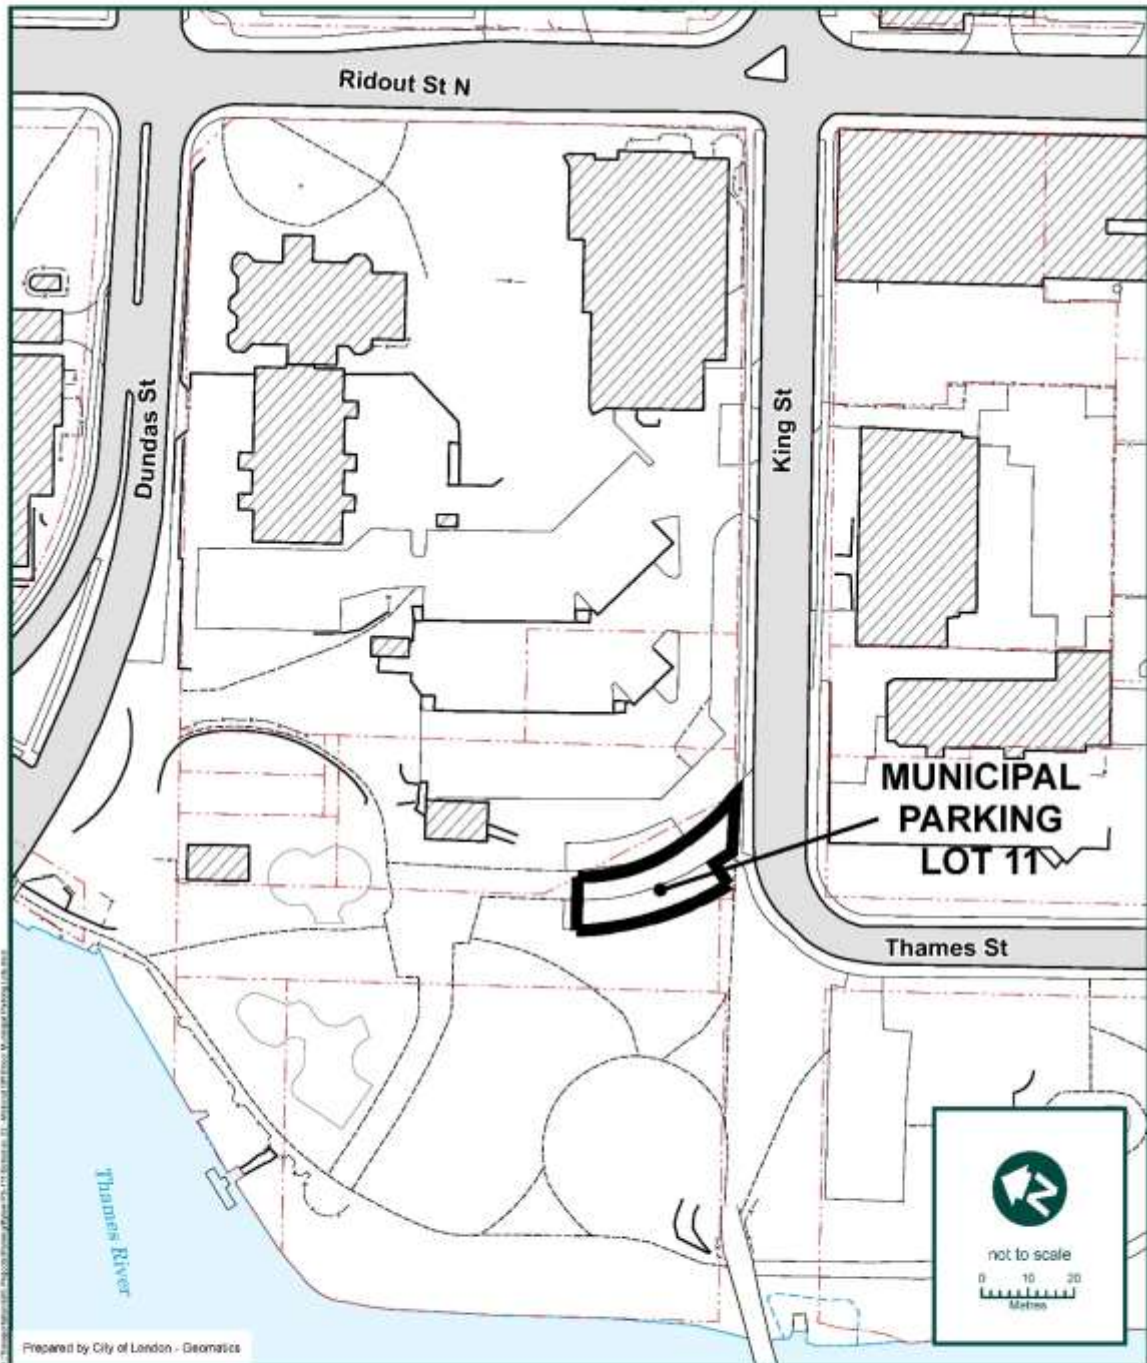 Ridout St N
Dundas St
King St
MUNICIPAL
PARKING
LOT 11
Thames St
Thames River
N
not to scale
0 10 20
Metres
Prepared by City of London - Geomatics